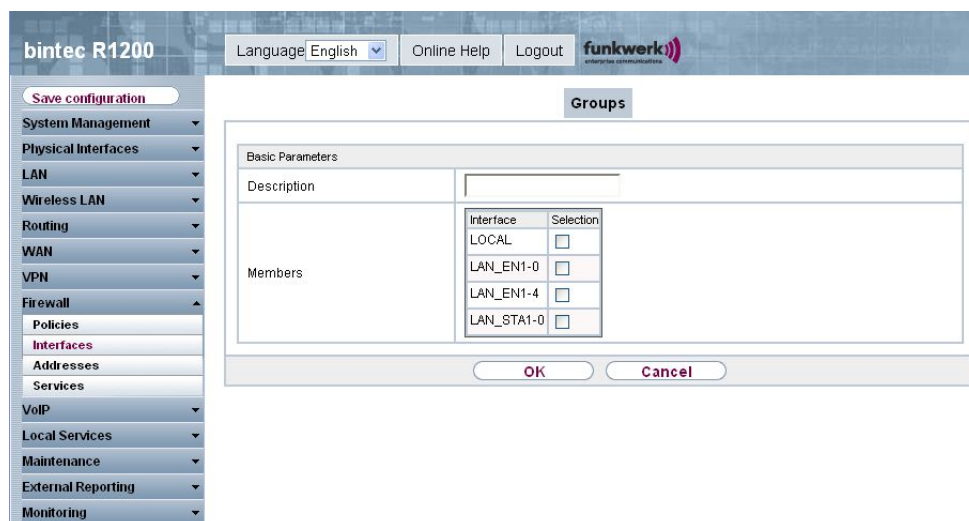 bintec R1200
Language English
Online Help
Logout
funkwerk
enterprise communications
Save configuration
System Management
Physical Interfaces
LAN
Wireless LAN
Routing
WAN
VPN
Firewall
Policies
Interfaces
Addresses
Services
VoIP
Local Services
Maintenance
External Reporting
Monitoring
Groups
Basic Parameters
Description
Members
Interface Selection
LOCAL
LAN_EN1-0
LAN_EN1-4
LAN_STA1-0
OK
Cancel